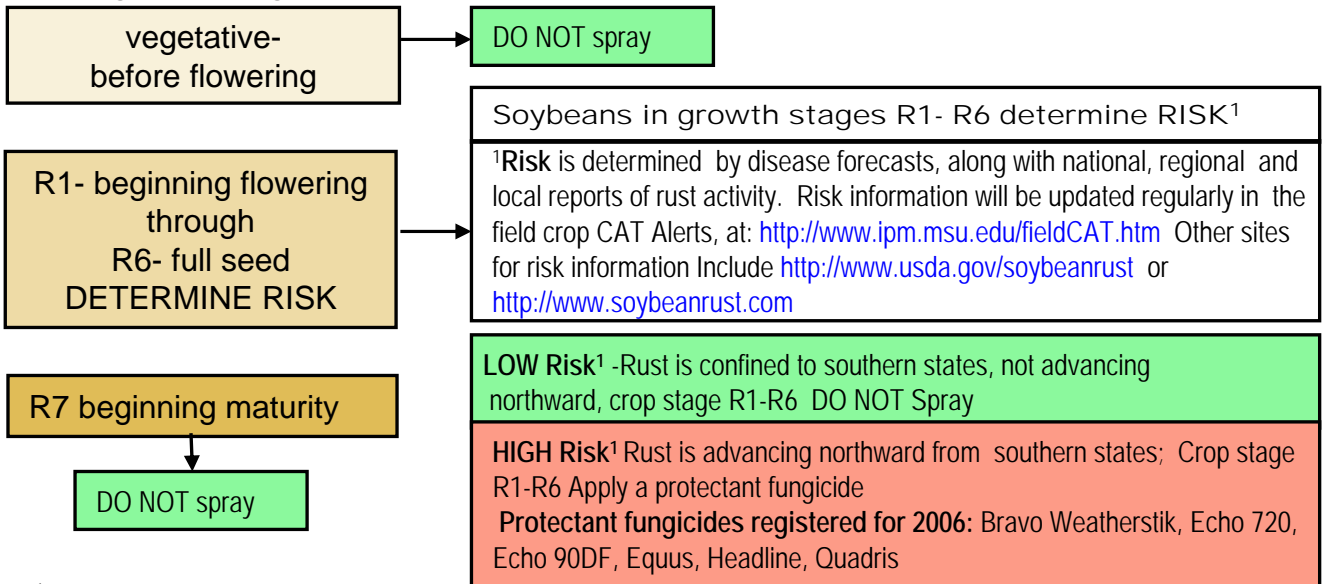 vegetative-
before flowering
DO NOT spray
Soybeans in growth stages R1- R6 determine RISK¹
R1- beginning flowering
through
R6- full seed
DETERMINE RISK
¹Risk is determined by disease forecasts, along with national, regional and
local reports of rust activity. Risk information will be updated regularly in the
field crop CAT Alerts, at: http://www.ipm.msu.edu/fieldCAT.htm Other sites
for risk information Include http://www.usda.gov/soybeanrust or
http://www.soybeanrust.com
LOW Risk¹ -Rust is confined to southern states, not advancing
northward, crop stage R1-R6 DO NOT Spray
R7 beginning maturity
DO NOT spray
HIGH Risk¹ Rust is advancing northward from southern states; Crop stage
R1-R6 Apply a protectant fungicide
Protectant fungicides registered for 2006: Bravo Weatherstik, Echo 720,
Echo 90DF, Equus, Headline, Quadris